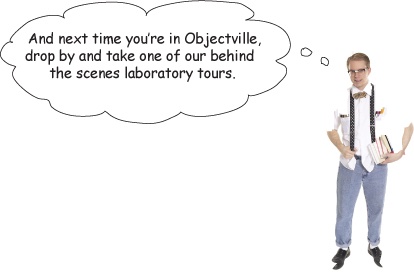 And next time you're in Objectville,
drop by and take one of our behind
the scenes laboratory tours.